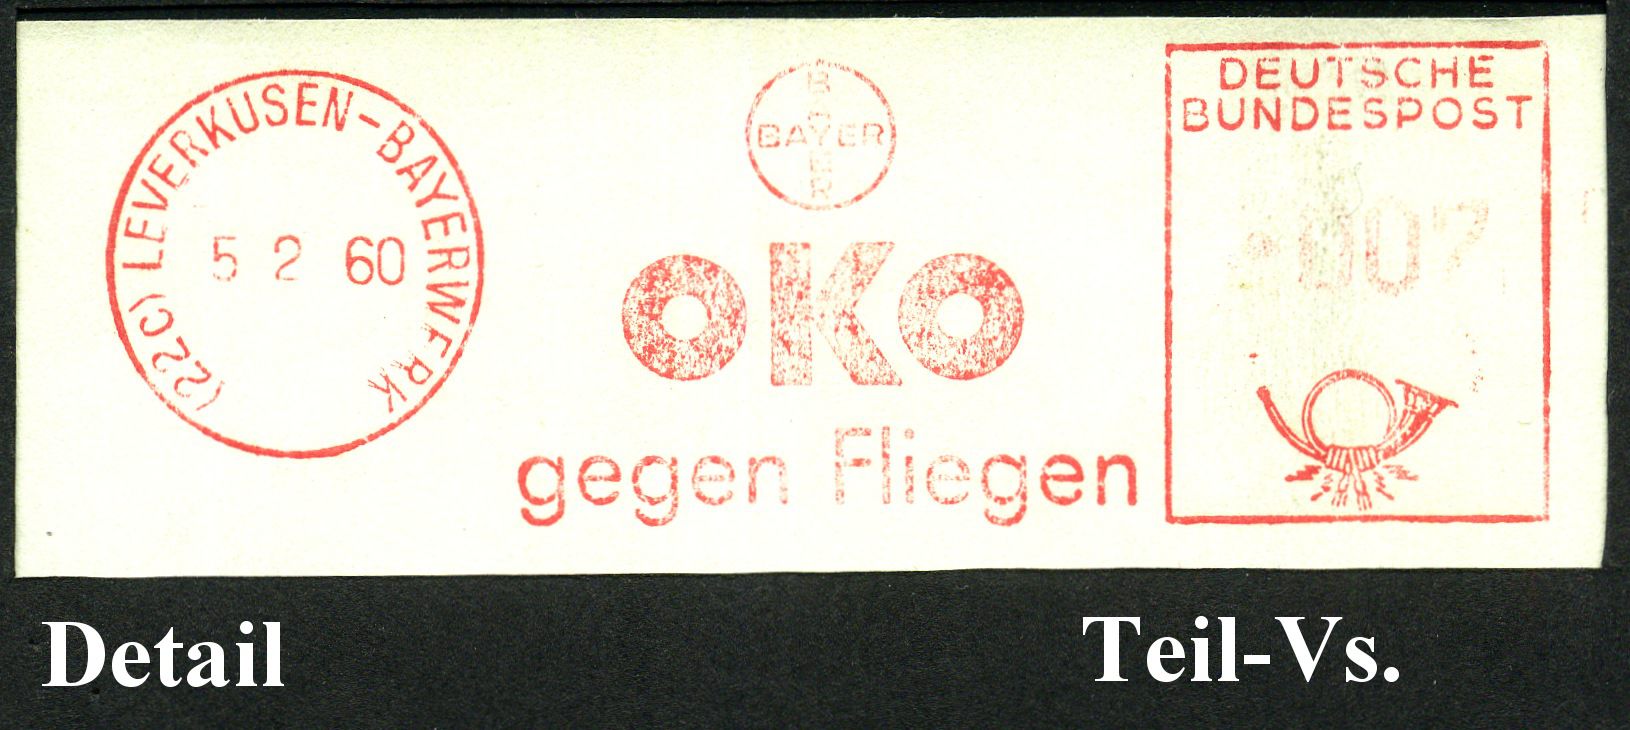 (22c) LEVERKUSEN-BAYERWERK
5 2 60
BAYER
BAYER
OKO
gegen Fliegen
DEUTSCHE
BUNDESPOST
007
Detail
Teil-Vs.